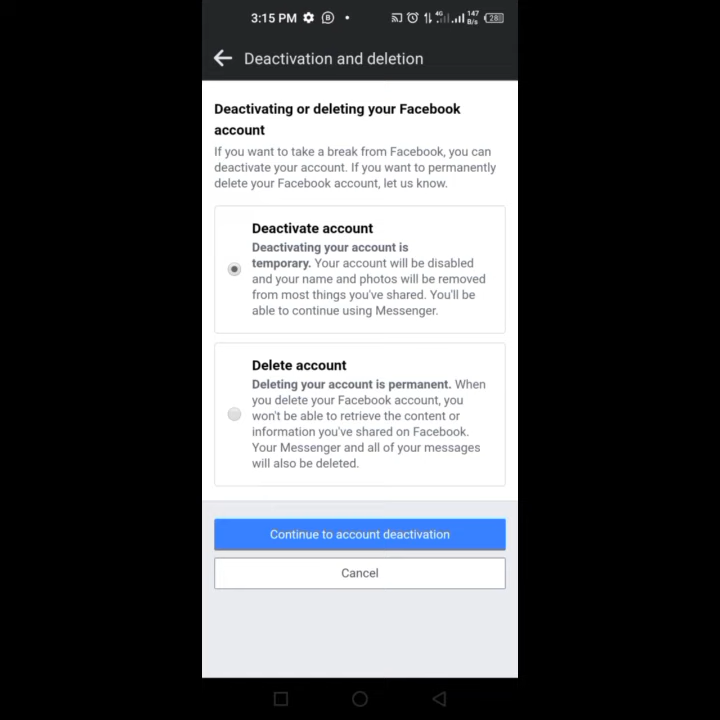 3:15 PM
4G
147
B/s
28
Deactivation and deletion
Deactivating or deleting your Facebook
account
If you want to take a break from Facebook, you can
deactivate your account. If you want to permanently
delete your Facebook account, let us know.
Deactivate account
Deactivating your account is
temporary. Your account will be disabled
and your name and photos will be removed
from most things you've shared. You'll be
able to continue using Messenger.
Delete account
Deleting your account is permanent. When
you delete your Facebook account, you
won't be able to retrieve the content or
information you've shared on Facebook.
Your Messenger and all of your messages
will also be deleted.
Continue to account deactivation
Cancel